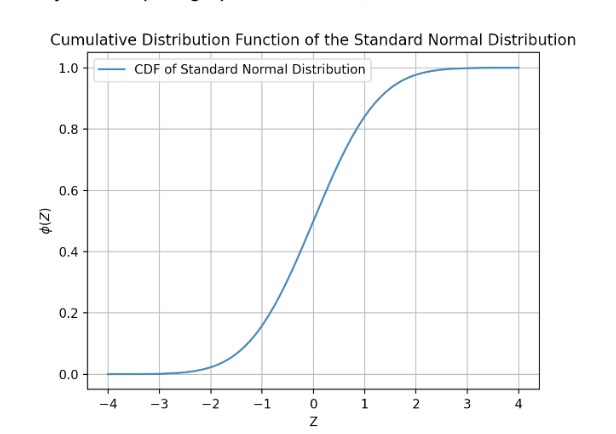 Cumulative Distribution Function of the Standard Normal Distribution
CDF of Standard Normal Distribution
1.0
0.8
0.6
0.4
0.2
0.0
ϕ(Z)
−4 −3 −2 −1 0 1 2 3 4
Z